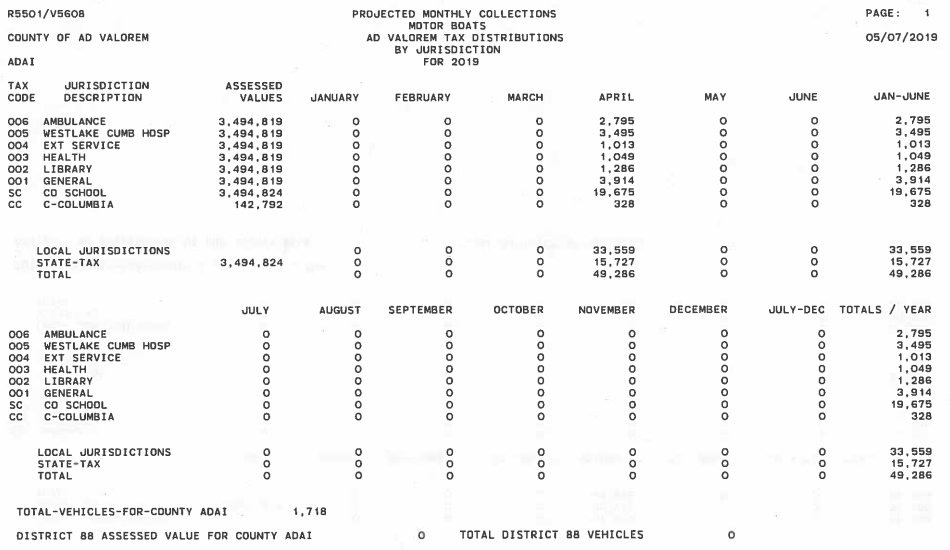 R5501/V5608 PROJECTED MONTHLY COLLECTIONS PAGE: 1
MOTOR BOATS
COUNTY OF AD VALOREM AD VALOREM TAX DISTRIBUTIONS 05/07/2019
BY JURISDICTION
ADAI FOR 2019
TAX JURISDICTION ASSESSED
CODE DESCRIPTION VALUES JANUARY FEBRUARY MARCH APRIL MAY JUNE JAN-JUNE
006 AMBULANCE 3,494,819 0 0 0 2,795 0 0 2,795
005 WESTLAKE CUMB HOSP 3,494,819 0 0 0 3,495 0 0 3,495
004 EXT SERVICE 3,494,819 0 0 0 1,013 0 0 1,013
003 HEALTH 3,494,819 0 0 0 1,049 0 0 1,049
002 LIBRARY 3,494,819 0 0 0 1,286 0 0 1,286
001 GENERAL 3,494,819 0 0 0 3,914 0 0 3,914
SC CO SCHOOL 3,494,824 0 0 0 19,675 0 0 19,675
CC C-COLUMBIA 142,792 0 0 0 328 0 0 328
LOCAL JURISDICTIONS 0 0 0 33,559 0 0 33,559
STATE-TAX 3,494,824 0 0 0 15,727 0 0 15,727
TOTAL 0 0 0 49,286 0 0 49,286
JULY AUGUST SEPTEMBER OCTOBER NOVEMBER DECEMBER JULY-DEC TOTALS / YEAR
006 AMBULANCE 0 0 0 0 0 0 0 2,795
005 WESTLAKE CUMB HOSP 0 0 0 0 0 0 0 3,495
004 EXT SERVICE 0 0 0 0 0 0 0 1,013
003 HEALTH 0 0 0 0 0 0 0 1,049
002 LIBRARY 0 0 0 0 0 0 0 1,286
001 GENERAL 0 0 0 0 0 0 0 3,914
SC CO SCHOOL 0 0 0 0 0 0 0 19,675
CC C-COLUMBIA 0 0 0 0 0 0 0 328
LOCAL JURISDICTIONS 0 0 0 0 0 0 0 33,559
STATE-TAX 0 0 0 0 0 0 0 15,727
TOTAL 0 0 0 0 0 0 0 49,286
TOTAL-VEHICLES-FOR-COUNTY ADAI 1,718
DISTRICT 88 ASSESSED VALUE FOR COUNTY ADAI 0 TOTAL DISTRICT 88 VEHICLES 0